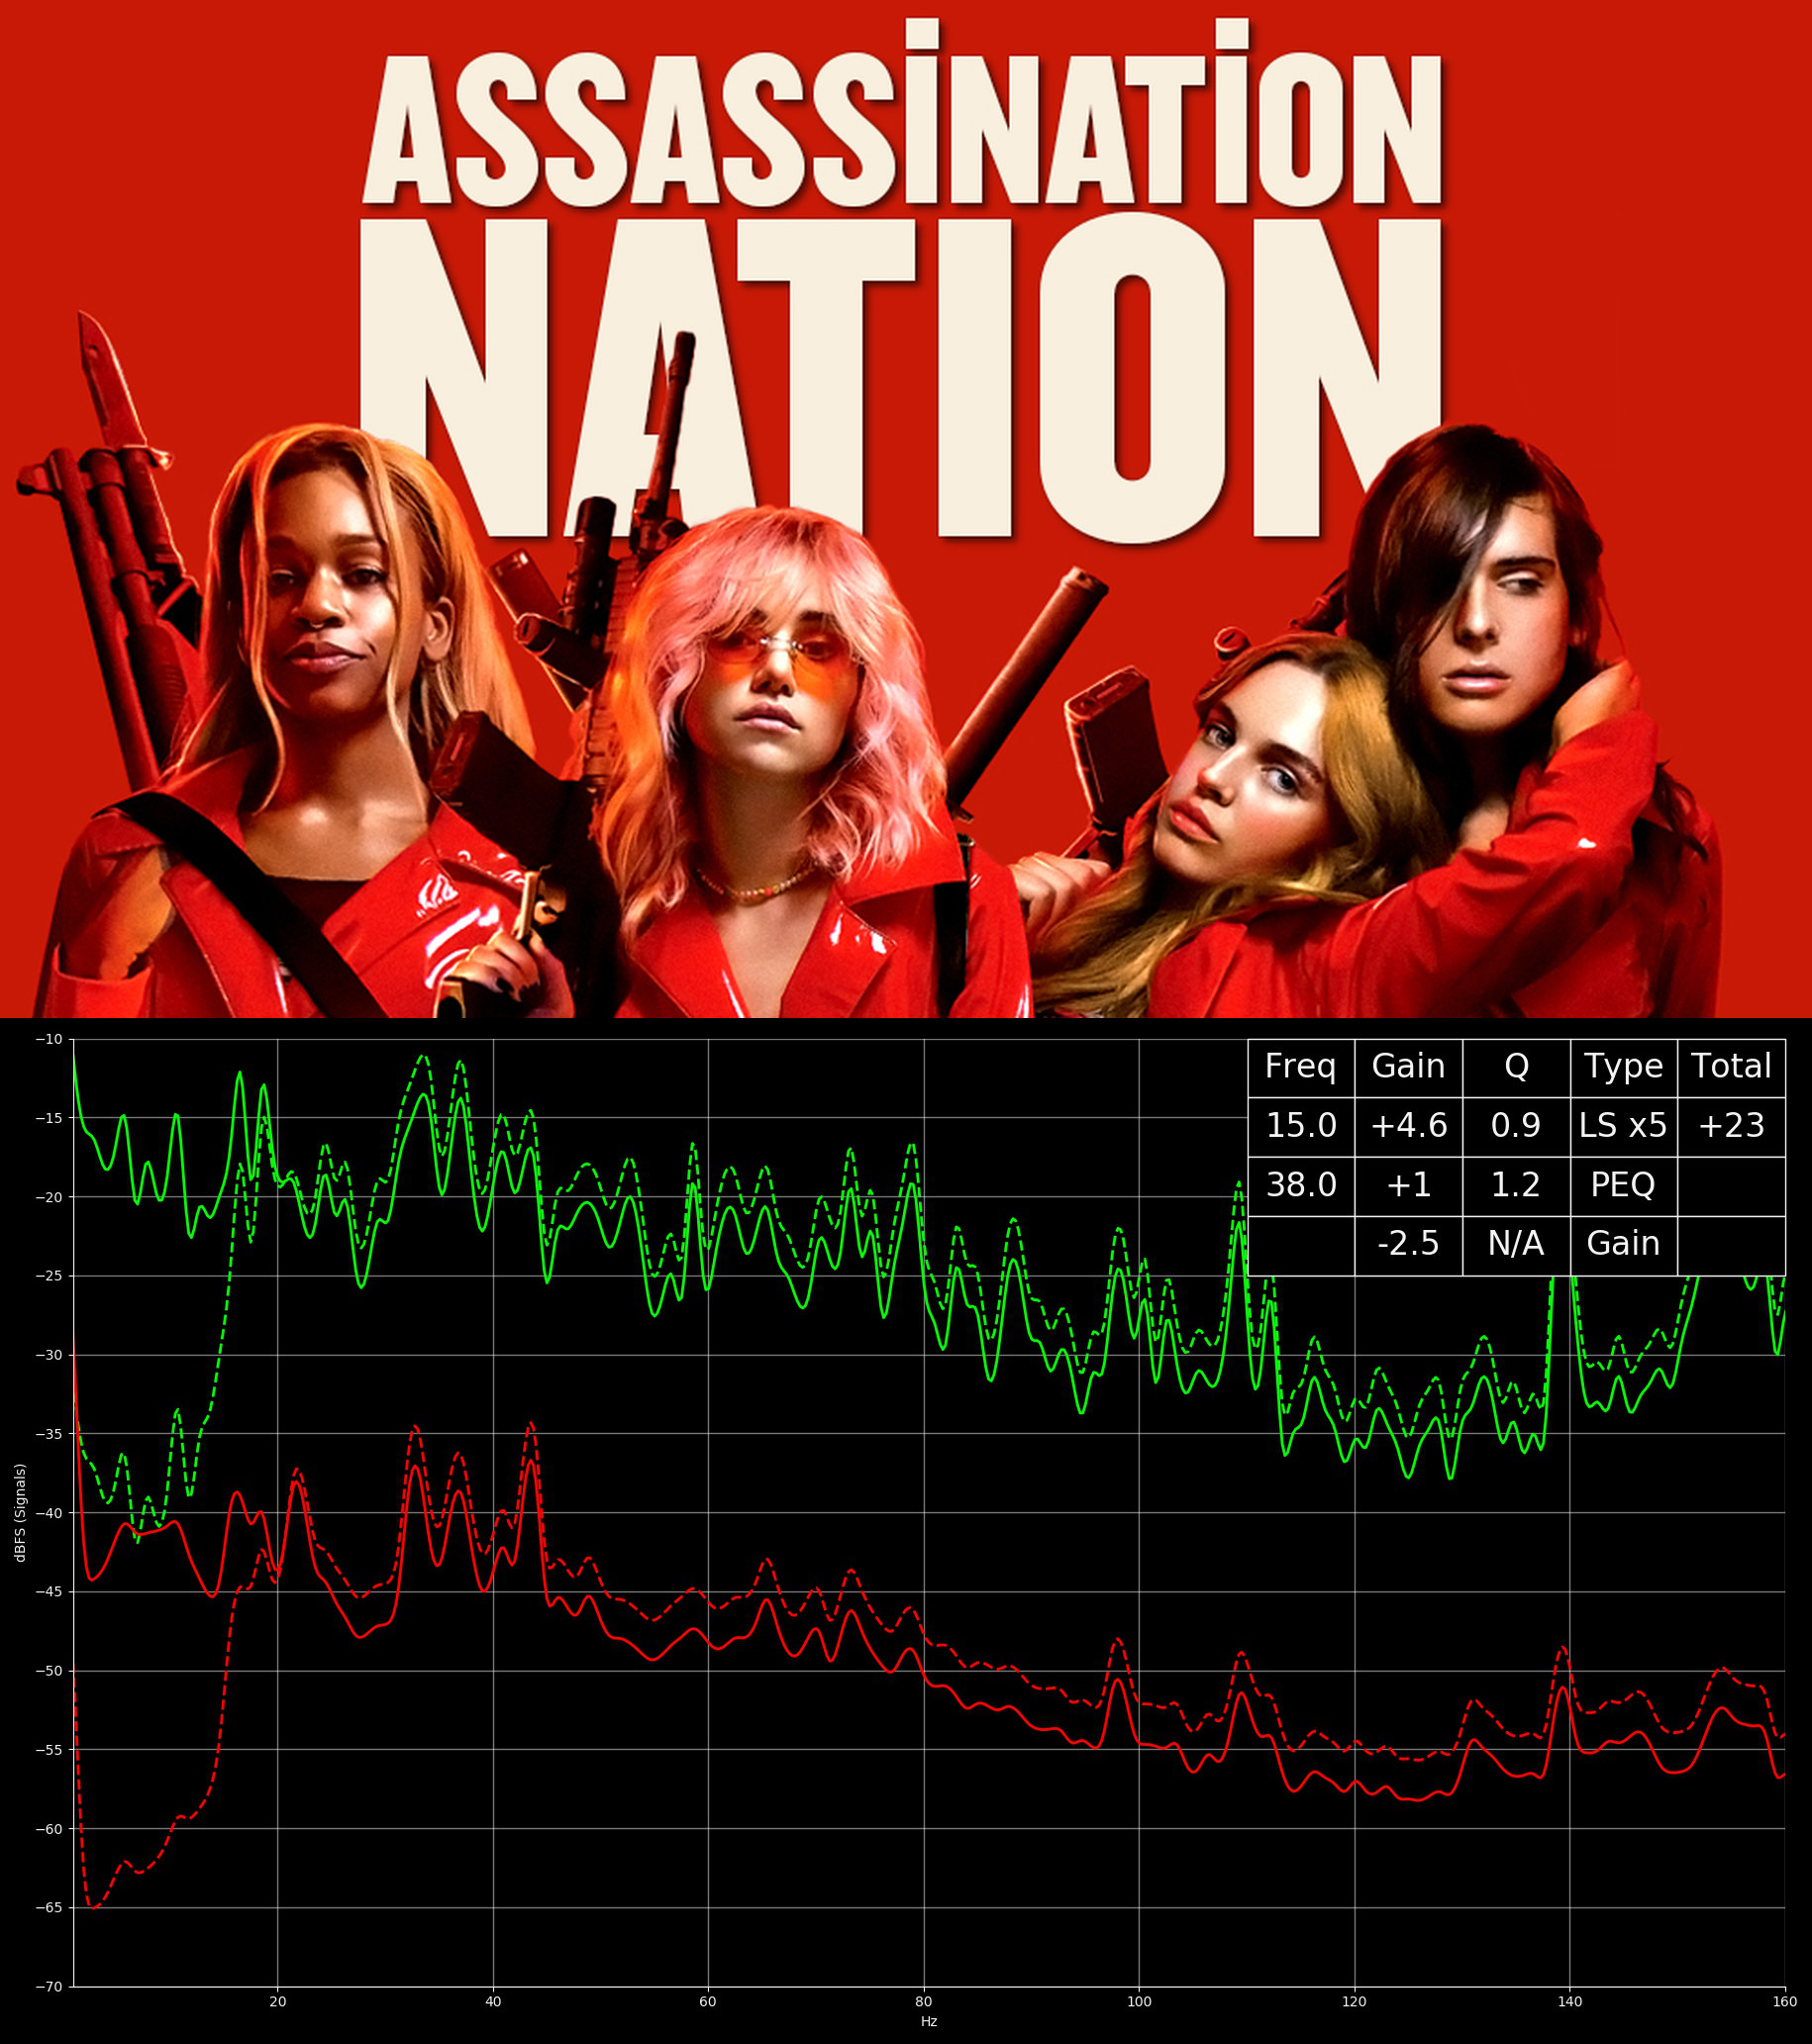 ASSASSiNATiON
NATION
Freq Gain Q Type Total
15.0 +4.6 0.9 LS x5 +23
38.0 +1 1.2 PEQ
-2.5 N/A Gain
−10
−15
−20
−25
−30
−35
−40
−45
−50
−55
−60
−65
−70
dBFS (Signals)
20 40 60 80 100 120 140 160
Hz